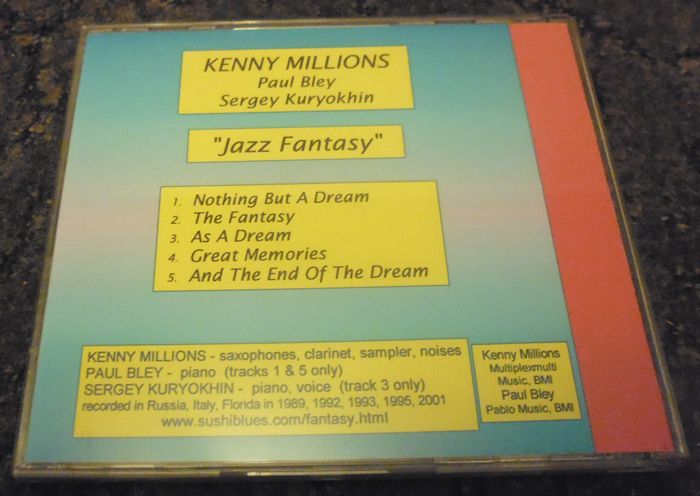 KENNY MILLIONS
Paul Bley
Sergey Kuryokhin
"Jazz Fantasy"
1. Nothing But A Dream
2. The Fantasy
3. As A Dream
4. Great Memories
5. And The End Of The Dream
KENNY MILLIONS - saxophones, clarinet, sampler, noises
PAUL BLEY - piano (tracks 1 & 5 only)
SERGEY KURYOKHIN - piano, voice (track 3 only)
recorded in Russia, Italy, Florida in 1989, 1992, 1993, 1995, 2001
www.sushiblues.com/fantasy.html
Kenny Millions
Multiplexmulti
Music, BMI
Paul Bley
Pablo Music, BMI